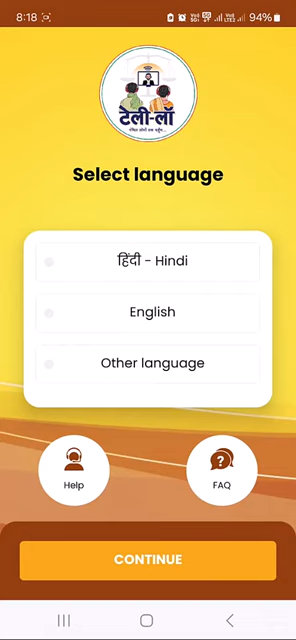 8:18
94%
टेली-लॉ
Select language
हिंदी - Hindi
English
Other language
Help
FAQ
CONTINUE